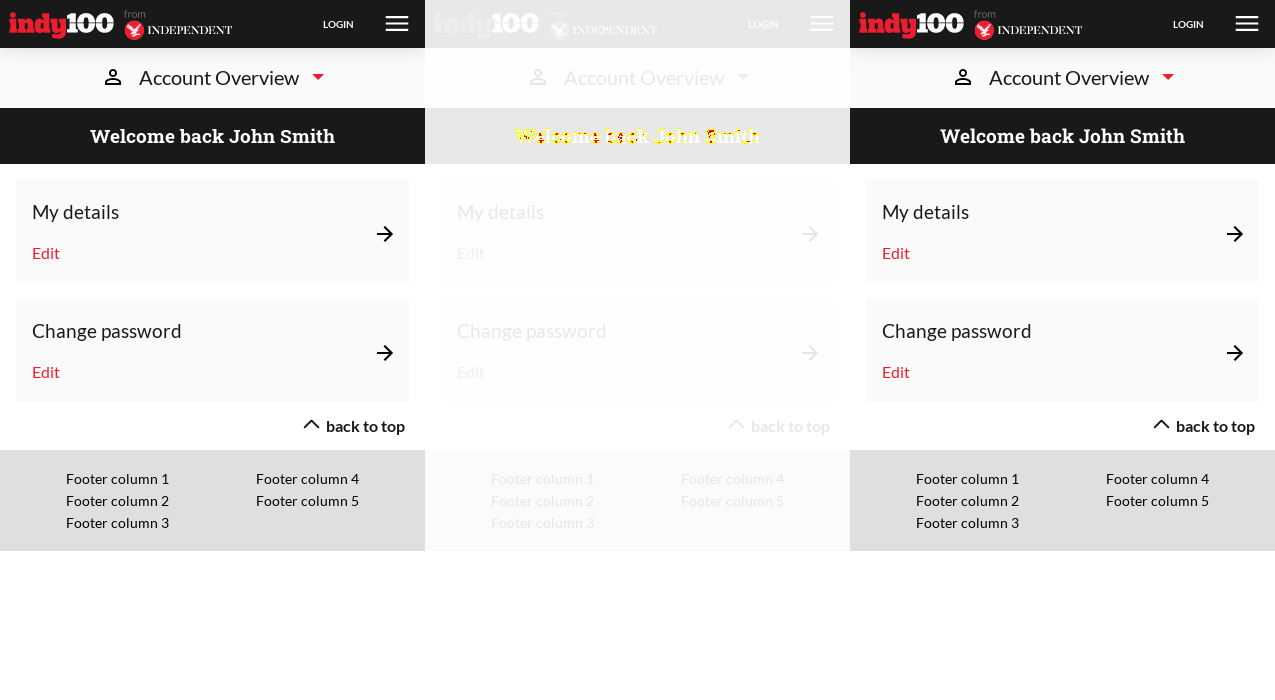 indy100 from INDEPENDENT LOGIN
Account Overview
Welcome back John Smith
My details
Edit
Change password
Edit
back to top
Footer column 1 Footer column 4
Footer column 2 Footer column 5
Footer column 3
indy100 from INDEPENDENT LOGIN
Account Overview
Welcome back John Smith
My details
Edit
Change password
Edit
back to top
Footer column 1 Footer column 4
Footer column 2 Footer column 5
Footer column 3
indy100 from INDEPENDENT LOGIN
Account Overview
Welcome back John Smith
My details
Edit
Change password
Edit
back to top
Footer column 1 Footer column 4
Footer column 2 Footer column 5
Footer column 3